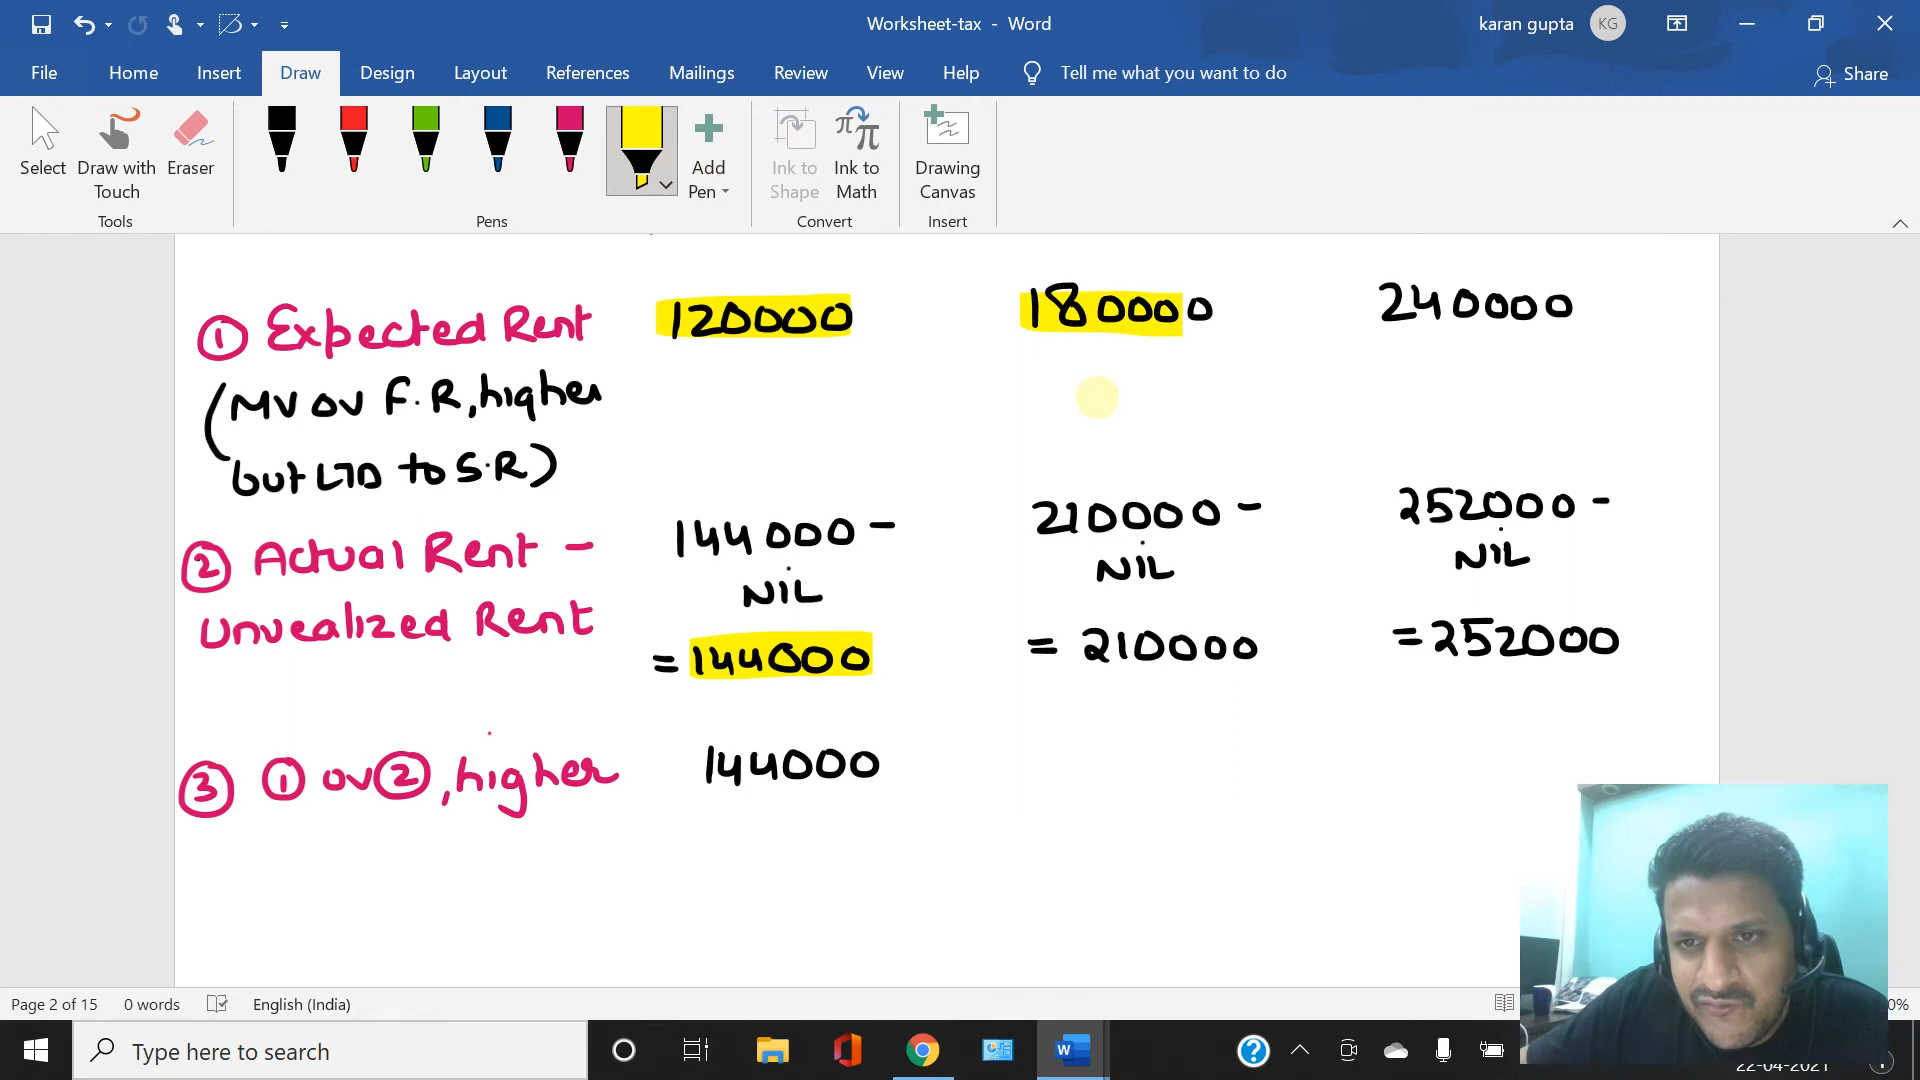 Worksheet-tax - Word
karan gupta
KG
File
Home
Insert
Draw
Design
Layout
References
Mailings
Review
View
Help
Tell me what you want to do
Share
Select
Draw with
Touch
Eraser
Add
Pen
Ink to
Shape
Ink to
Math
Drawing
Canvas
Tools
Pens
Convert
Insert
① Expected Rent 120000 180000 240000
(MV or F.R, higher
but LTD to S.R)
② Actual Rent - 144000 - 210000 - 252000 -
NIL NIL NIL
Unrealized Rent
= 144000 = 210000 = 252000
③ ① or ②, higher 144000
Page 2 of 15
0 words
English (India)
0%
Type here to search
W
22-04-2021